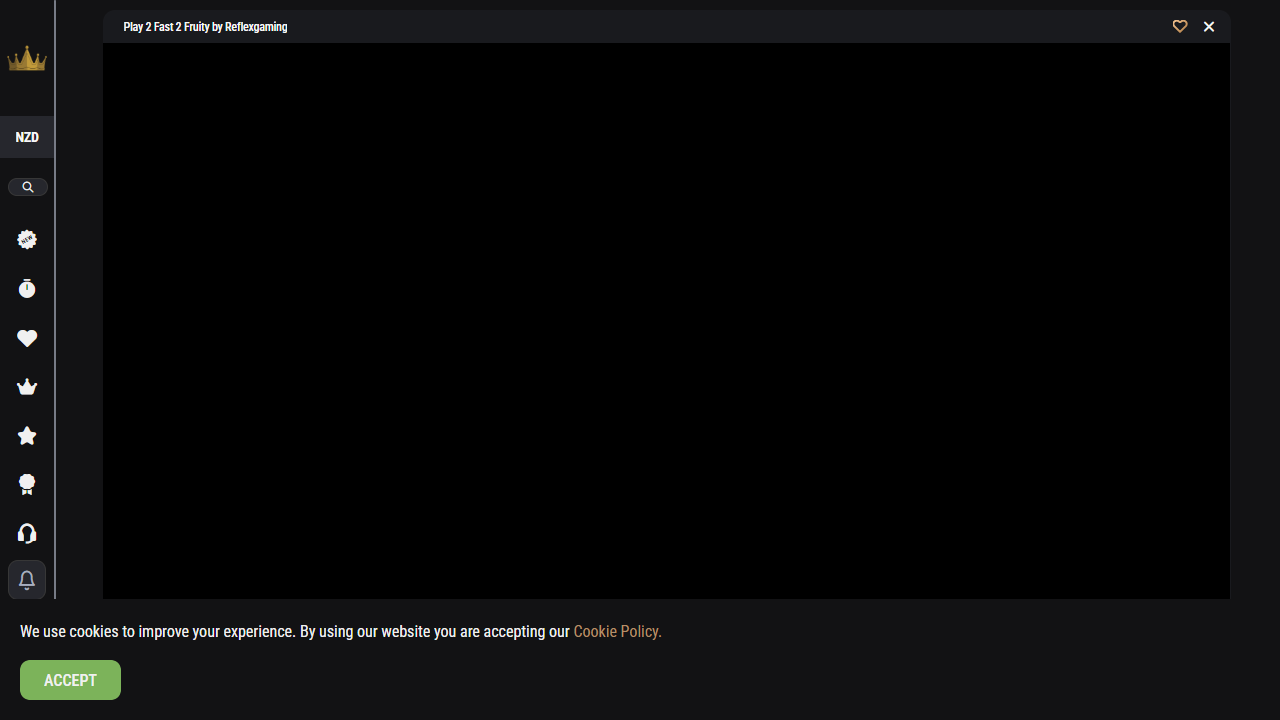 Play 2 Fast 2 Fruity by Reflexgaming
NZD
NEW
We use cookies to improve your experience. By using our website you are accepting our Cookie Policy.
ACCEPT